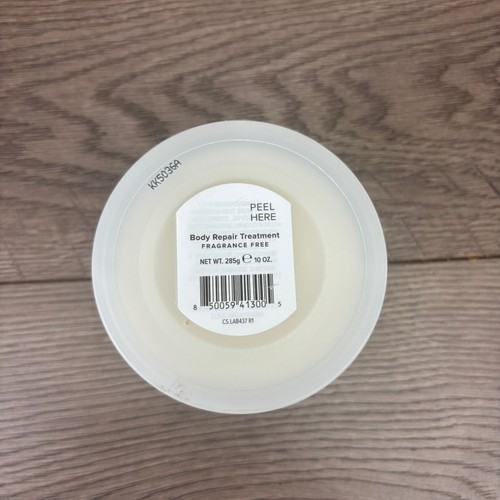 KK5036A
PEEL
HERE
Body Repair Treatment
FRAGRANCE FREE
NET WT. 285g ℮ 10 OZ.
8 50059 41300 5
CS.LAB437 R1